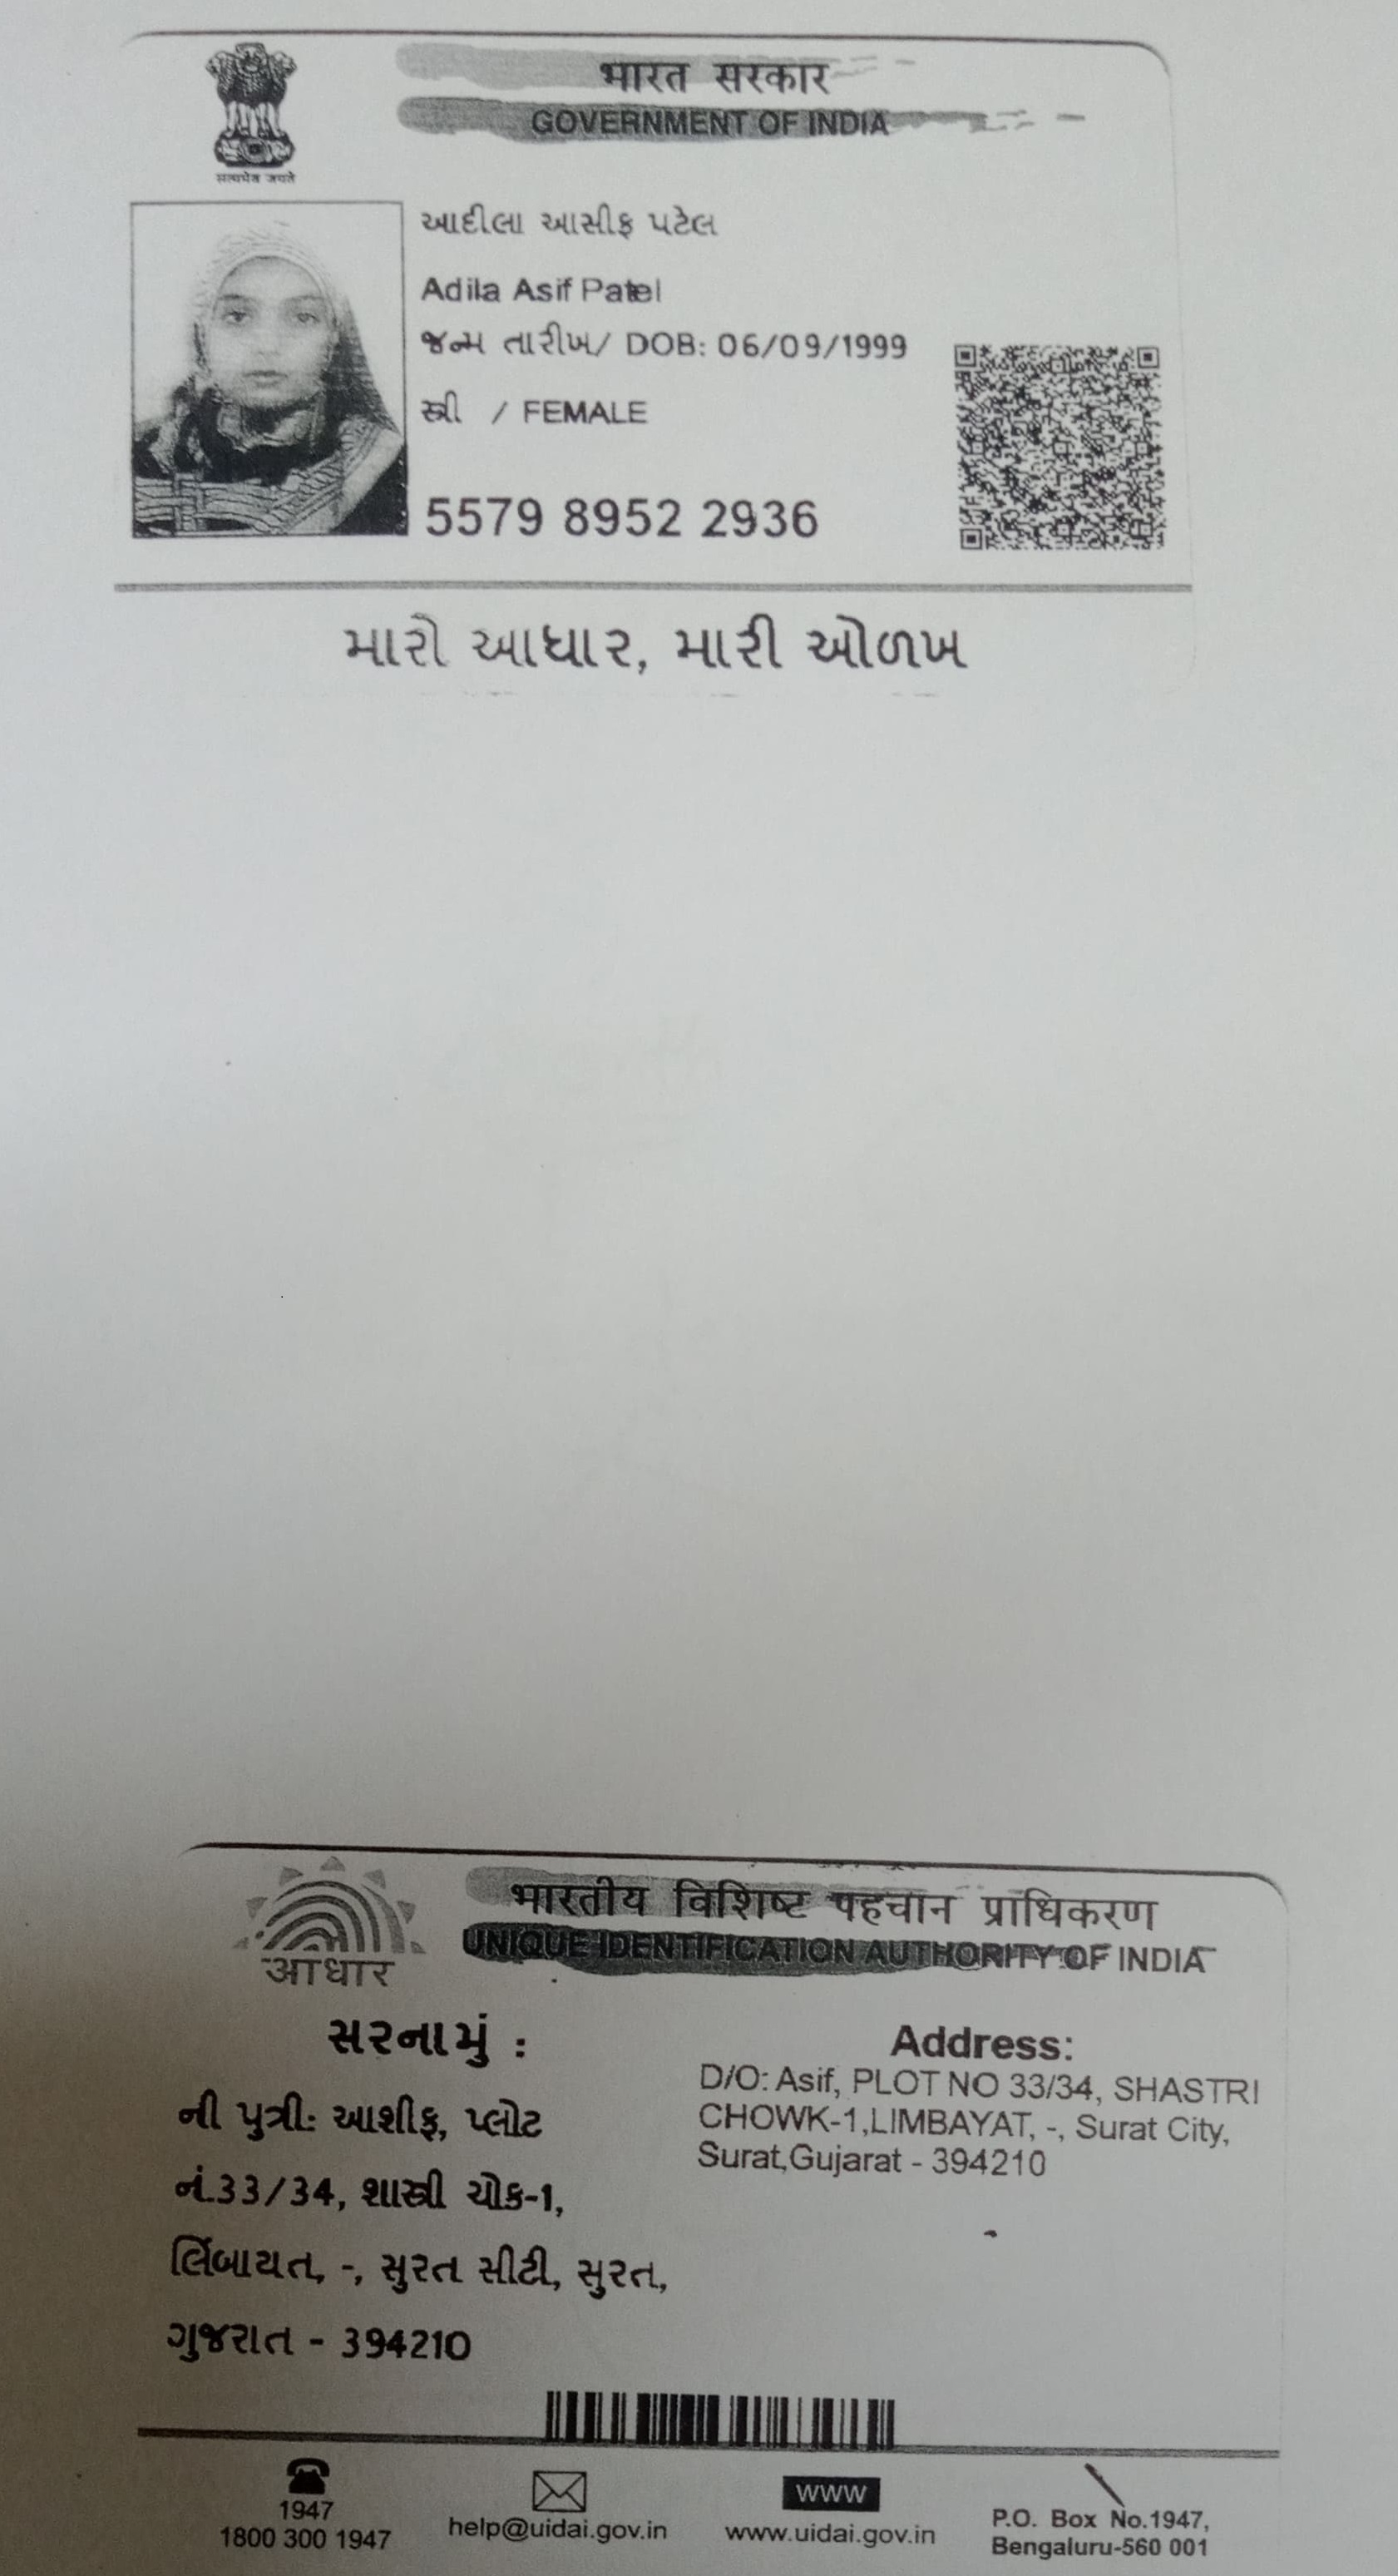 भारत सरकार
GOVERNMENT OF INDIA
सत्यमेव जयते
આદીલા આસીફ પટેલ
Adila Asif Patel
જન્મ તારીખ/ DOB: 06/09/1999
સ્ત્રી / FEMALE
5579 8952 2936
મારો આધાર, મારી ઓળખ
भारतीय विशिष्ट पहचान प्राधिकरण
UNIQUE IDENTIFICATION AUTHORITY OF INDIA
आधार
સરનામું :
ની પુત્રી: આશીફ, પ્લોટ
નં.33/34, શાસ્ત્રી ચોક-1,
લિંબાયત, -, સુરત સીટી, સુરત,
ગુજરાત - 394210
Address:
D/O: Asif, PLOT NO 33/34, SHASTRI
CHOWK-1,LIMBAYAT, -, Surat City,
Surat,Gujarat - 394210
1947
1800 300 1947
help@uidai.gov.in
www
www.uidai.gov.in
P.O. Box No.1947,
Bengaluru-560 001